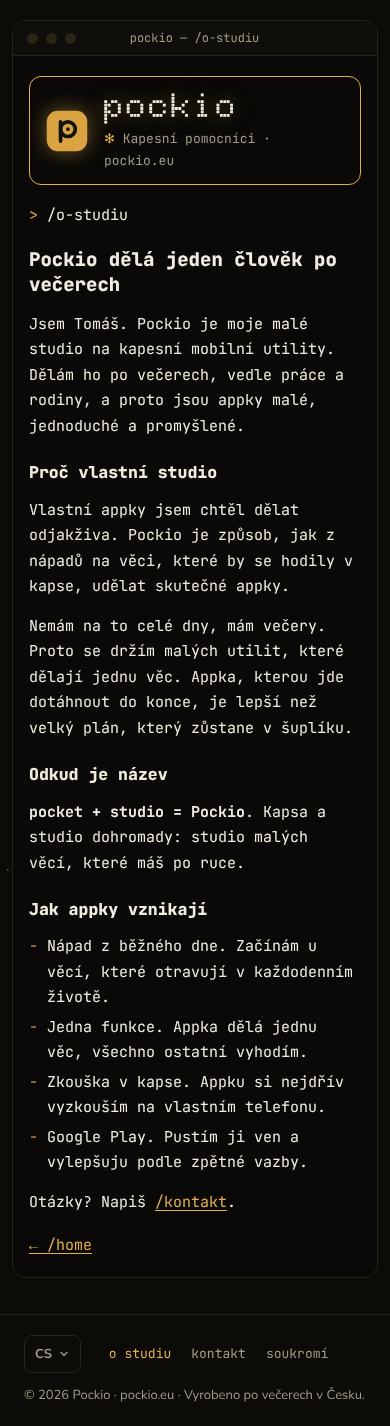 pockio — /o-studiu
pockio
✻ Kapesní pomocníci ·
pockio.eu
> /o-studiu
Pockio dělá jeden člověk po
večerech
Jsem Tomáš. Pockio je moje malé
studio na kapesní mobilní utility.
Dělám ho po večerech, vedle práce a
rodiny, a proto jsou appky malé,
jednoduché a promyšlené.
Proč vlastní studio
Vlastní appky jsem chtěl dělat
odjakživa. Pockio je způsob, jak z
nápadů na věci, které by se hodily v
kapse, udělat skutečné appky.
Nemám na to celé dny, mám večery.
Proto se držím malých utilit, které
dělají jednu věc. Appka, kterou jde
dotáhnout do konce, je lepší než
velký plán, který zůstane v šuplíku.
Odkud je název
pocket + studio = Pockio. Kapsa a
studio dohromady: studio malých
věcí, které máš po ruce.
Jak appky vznikají
- Nápad z běžného dne. Začínám u
věcí, které otravují v každodenním
životě.
- Jedna funkce. Appka dělá jednu
věc, všechno ostatní vyhodím.
- Zkouška v kapse. Appku si nejdřív
vyzkouším na vlastním telefonu.
- Google Play. Pustím ji ven a
vylepšuju podle zpětné vazby.
Otázky? Napiš /kontakt.
← /home
CS o studiu kontakt soukromí
© 2026 Pockio · pockio.eu · Vyrobeno po večerech v Česku.